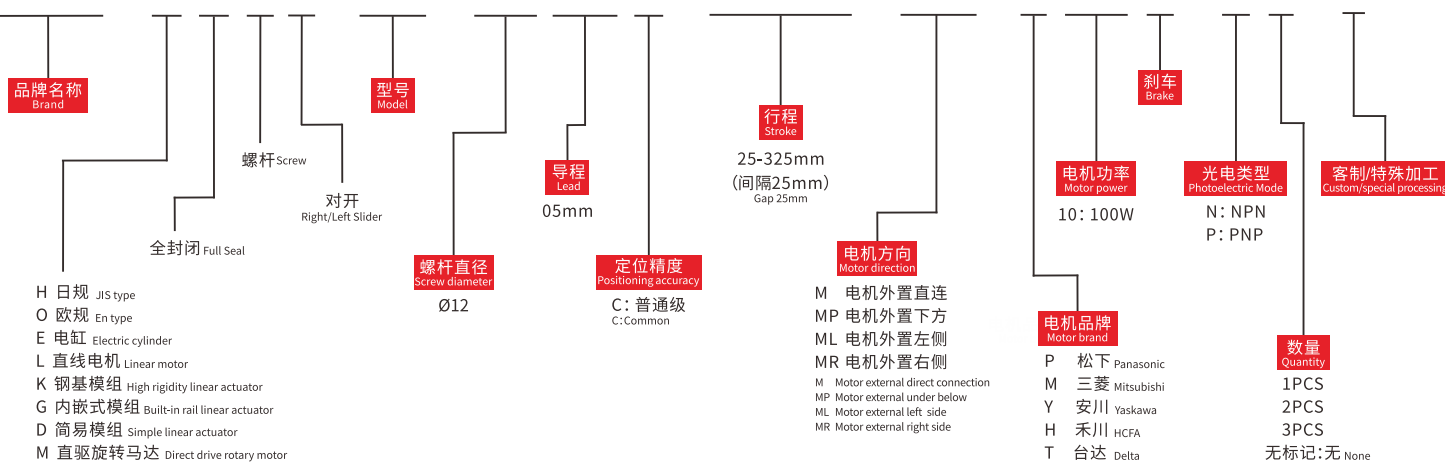 品牌名称
Brand
H 日规 JIS type
O 欧规 En type
E 电缸 Electric cylinder
L 直线电机 Linear motor
K 钢基模组 High rigidity linear actuator
G 内嵌式模组 Built-in rail linear actuator
D 简易模组 Simple linear actuator
M 直驱旋转马达 Direct drive rotary motor
全封闭 Full Seal
螺杆 Screw
对开
Right/Left Slider
型号
Model
螺杆直径
Screw diameter
Ø12
导程
Lead
05mm
定位精度
Positioning accuracy
C：普通级
C：Common
行程
Stroke
25-325mm
（间隔25mm）
Gap 25mm
电机方向
Motor direction
M 电机外置直连
MP 电机外置下方
ML 电机外置左侧
MR 电机外置右侧
M Motor external direct connection
MP Motor external under below
ML Motor external left side
MR Motor external right side
电机品牌
Motor brand
P 松下 Panasonic
M 三菱 Mitsubishi
Y 安川 Yaskawa
H 禾川 HCFA
T 台达 Delta
电机功率
Motor power
10：100W
刹车
Brake
光电类型
Photoelectric Mode
N：NPN
P：PNP
数量
Quantity
1PCS
2PCS
3PCS
无标记：无 None
客制/特殊加工
Custom/special processing